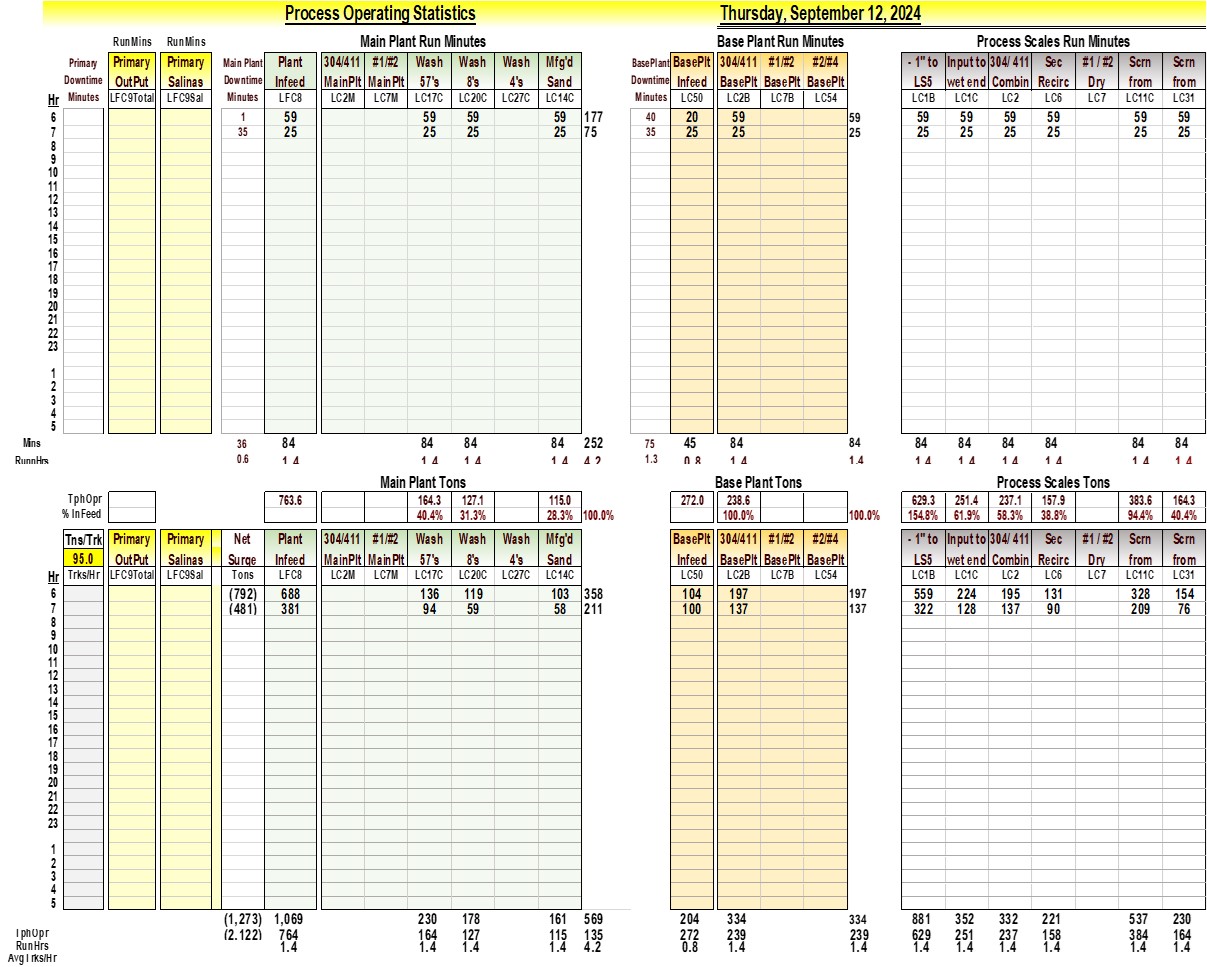 Process Operating Statistics Thursday, September 12, 2024
RunMins RunMins Main Plant Run Minutes Base Plant Run Minutes Process Scales Run Minutes
Primary Primary Primary Main Plant Plant 304/411 #1/#2 Wash Wash Wash Mfg'd BasePlant BasePlt 304/411 #1/#2 #2/#4 - 1" to Input to 304/ 411 Sec #1 / #2 Scrn Scrn
Downtime OutPut Salinas Downtime Infeed MainPlt MainPlt 57's 8's 4's Sand Downtime Infeed BasePlt BasePlt BasePlt LS5 wet end Combin Recirc Dry from from
Hr Minutes LFC9Total LFC9Sal Minutes LFC8 LC2M LC7M LC17C LC20C LC27C LC14C Minutes LC50 LC2B LC7B LC54 LC1B LC1C LC2 LC6 LC7 LC11C LC31
6 1 59 59 59 59 177 40 20 59 59 59 59 59 59 59 59
7 35 25 25 25 25 75 35 25 25 25 25 25 25 25 25 25
8
9
10
11
12
13
14
15
16
17
18
19
20
21
22
23
1
2
3
4
5
Mins 36 84 84 84 84 252 75 45 84 84 84 84 84 84 84 84
RunnHrs 0.6 1.4 1.4 1.4 1.4 4.2 1.3 0.8 1.4 1.4 1.4 1.4 1.4 1.4 1.4 1.4
Main Plant Tons Base Plant Tons Process Scales Tons
TphOpr 763.6 164.3 127.1 115.0 272.0 238.6 629.3 251.4 237.1 157.9 383.6 164.3
% InFeed 40.4% 31.3% 28.3% 100.0% 100.0% 100.0% 154.8% 61.9% 58.3% 38.8% 94.4% 40.4%
Tns/Trk Primary Primary Net Plant 304/411 #1/#2 Wash Wash Wash Mfg'd BasePlt 304/411 #1/#2 #2/#4 - 1" to Input to 304/ 411 Sec #1 / #2 Scrn Scrn
95.0 OutPut Salinas Surge Infeed MainPlt MainPlt 57's 8's 4's Sand Infeed BasePlt BasePlt BasePlt LS5 wet end Combin Recirc Dry from from
Hr Trks/Hr LFC9Total LFC9Sal Tons LFC8 LC2M LC7M LC17C LC20C LC27C LC14C LC50 LC2B LC7B LC54 LC1B LC1C LC2 LC6 LC7 LC11C LC31
6 (792) 688 136 119 103 358 104 197 197 559 224 195 131 328 154
7 (481) 381 94 59 58 211 100 137 137 322 128 137 90 209 76
8
9
10
11
12
13
14
15
16
17
18
19
20
21
22
23
1
2
3
4
5
(1,273) 1,069 230 178 161 569 204 334 334 881 352 332 221 537 230
TphOpr (2,122) 764 164 127 115 135 272 239 239 629 251 237 158 384 164
RunHrs 1.4 1.4 1.4 1.4 4.2 0.8 1.4 1.4 1.4 1.4 1.4 1.4 1.4 1.4
AvgTrks/Hr